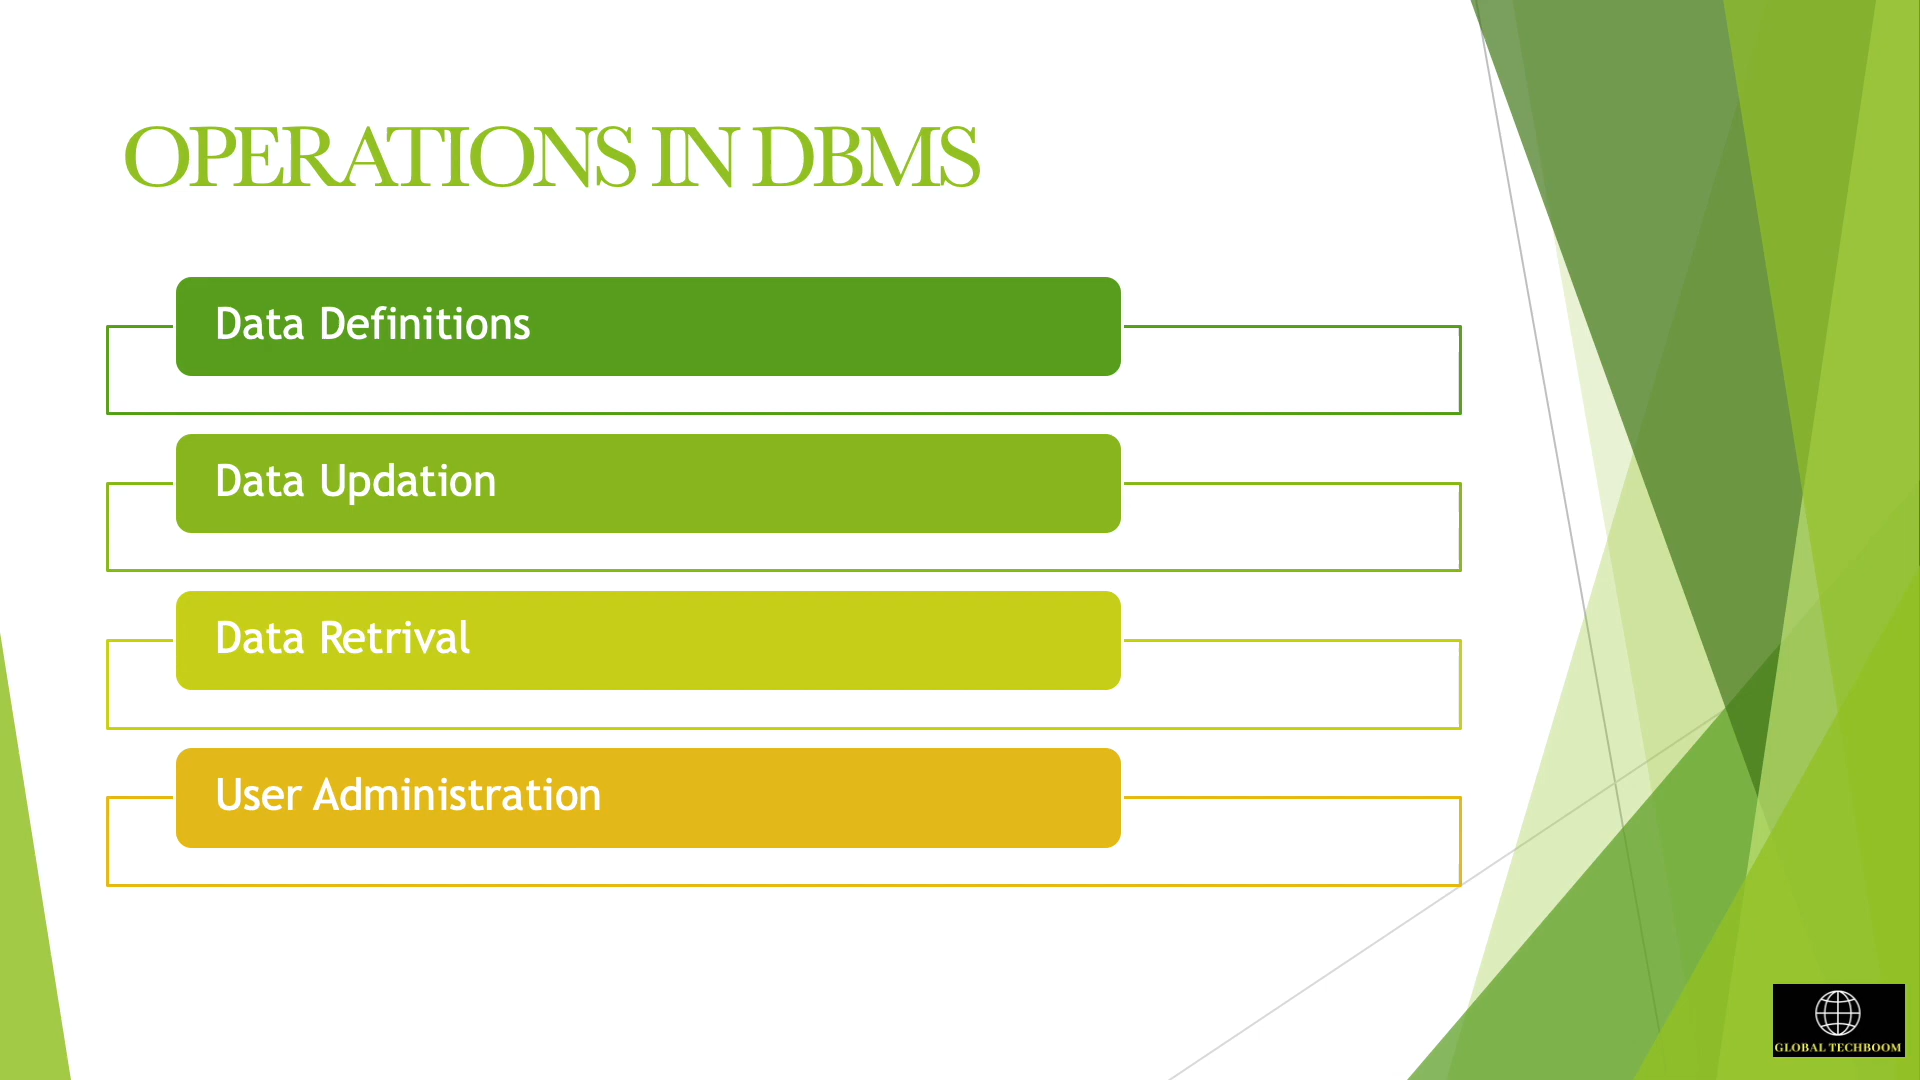 OPERATIONS IN DBMS
Data Definitions
Data Updation
Data Retrival
User Administration
GLOBAL TECHBOOM